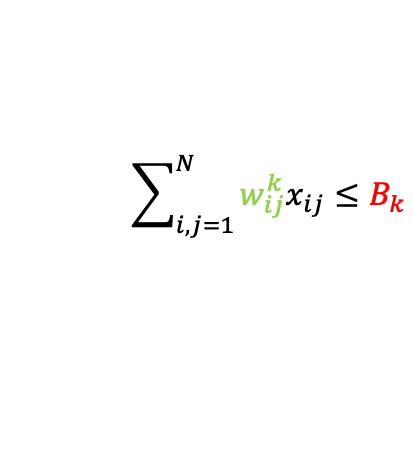 ∑_{i,j=1}^{N} w_{ij}^{k} x_{ij} ≤ B_k